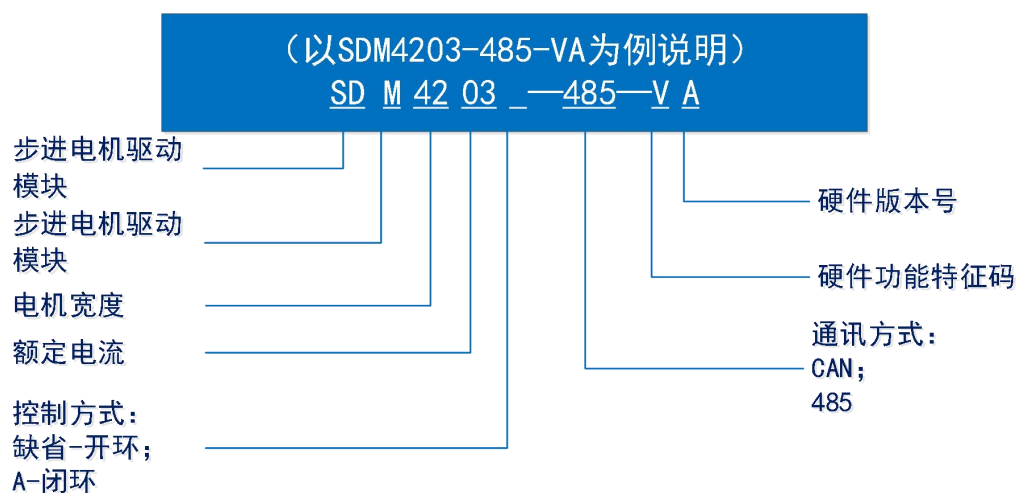 （以SDM4203-485-VA为例说明）
SD M 42 03 _—485—V A
步进电机驱动
模块
步进电机驱动
模块
电机宽度
额定电流
控制方式：
缺省-开环；
A-闭环
硬件版本号
硬件功能特征码
通讯方式：
CAN；
485